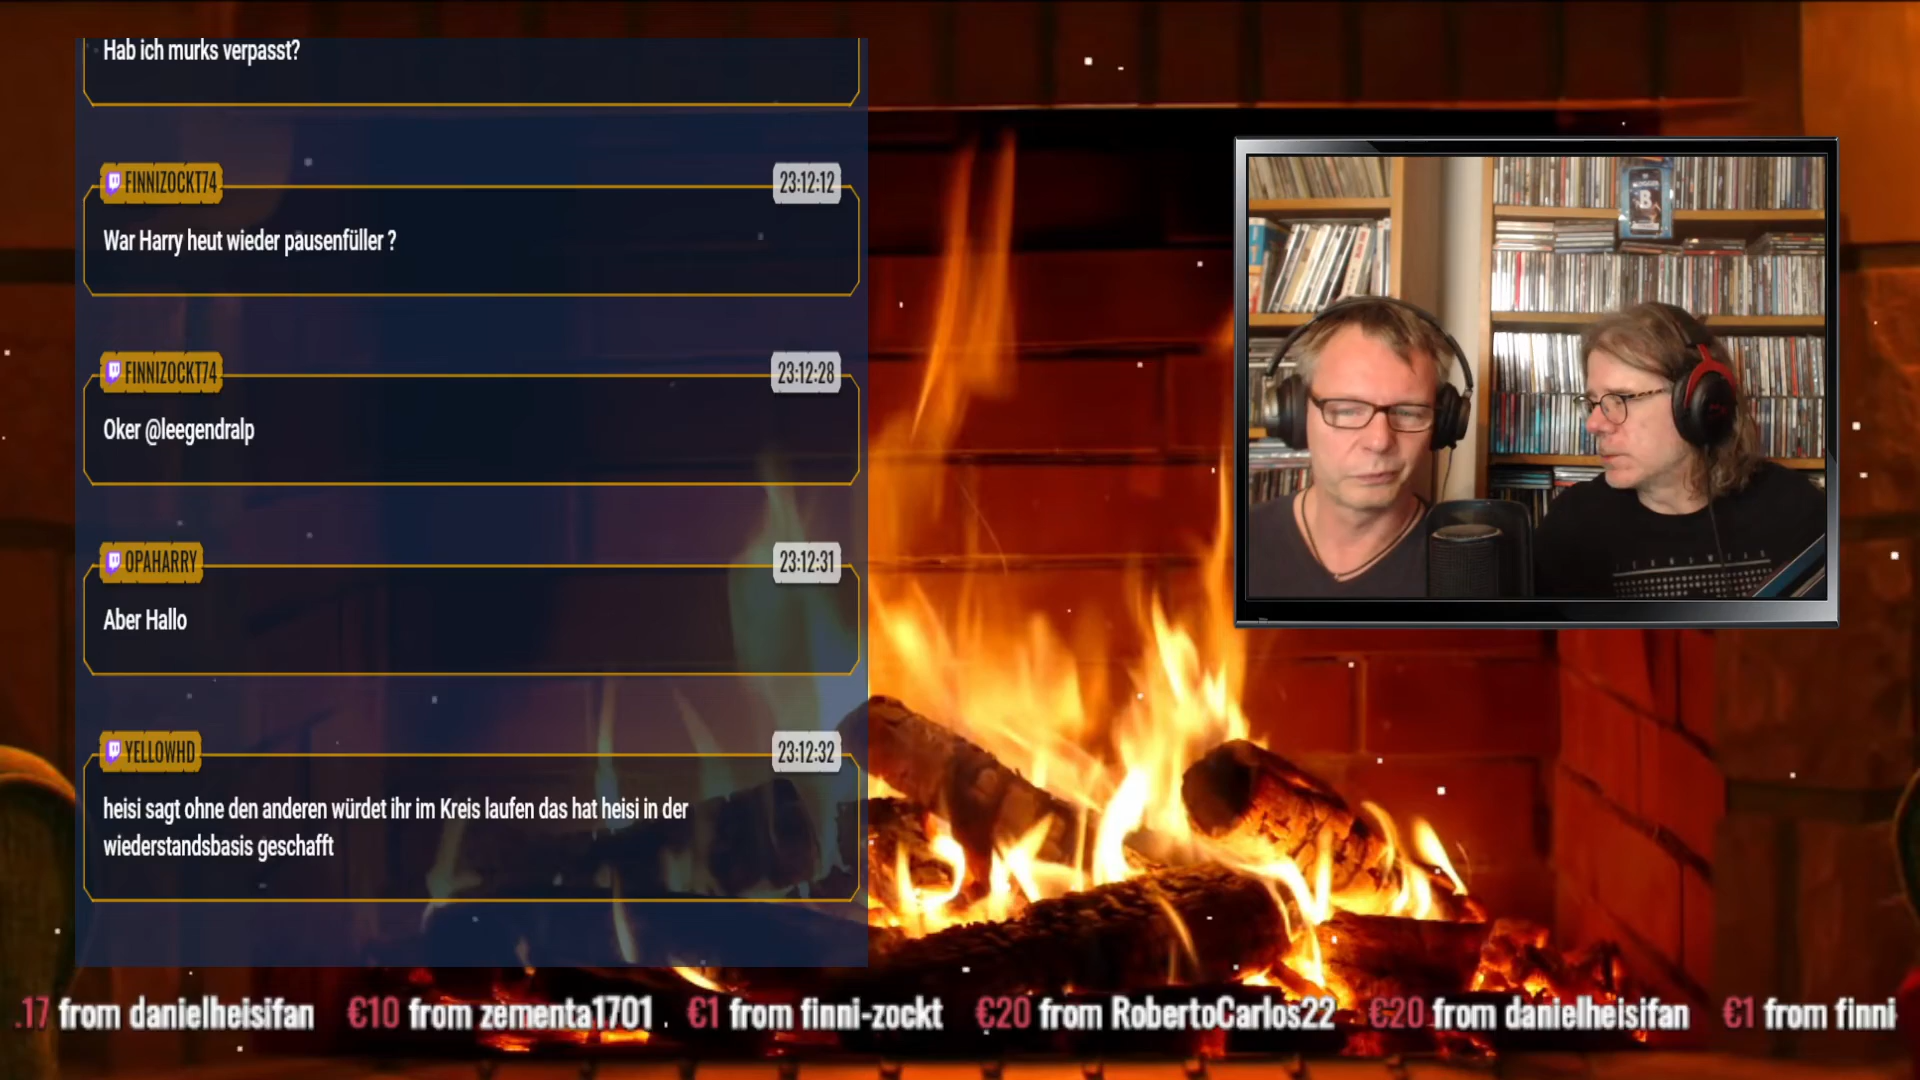 Hab ich murks verpasst?
FINNIZOCKT74
23:12:12
War Harry heut wieder pausenfüller ?
FINNIZOCKT74
23:12:28
Oker @leegendralp
OPAHARRY
23:12:31
Aber Hallo
YELLOWHD
23:12:32
heisi sagt ohne den anderen würdet ihr im Kreis laufen das hat heisi in der
wiederstandsbasis geschafft
.17 from danielheisifan €10 from zementa1701 . €1 from finni-zockt €20 from RobertoCarlos22 €20 from danielheisifan €1 from finni